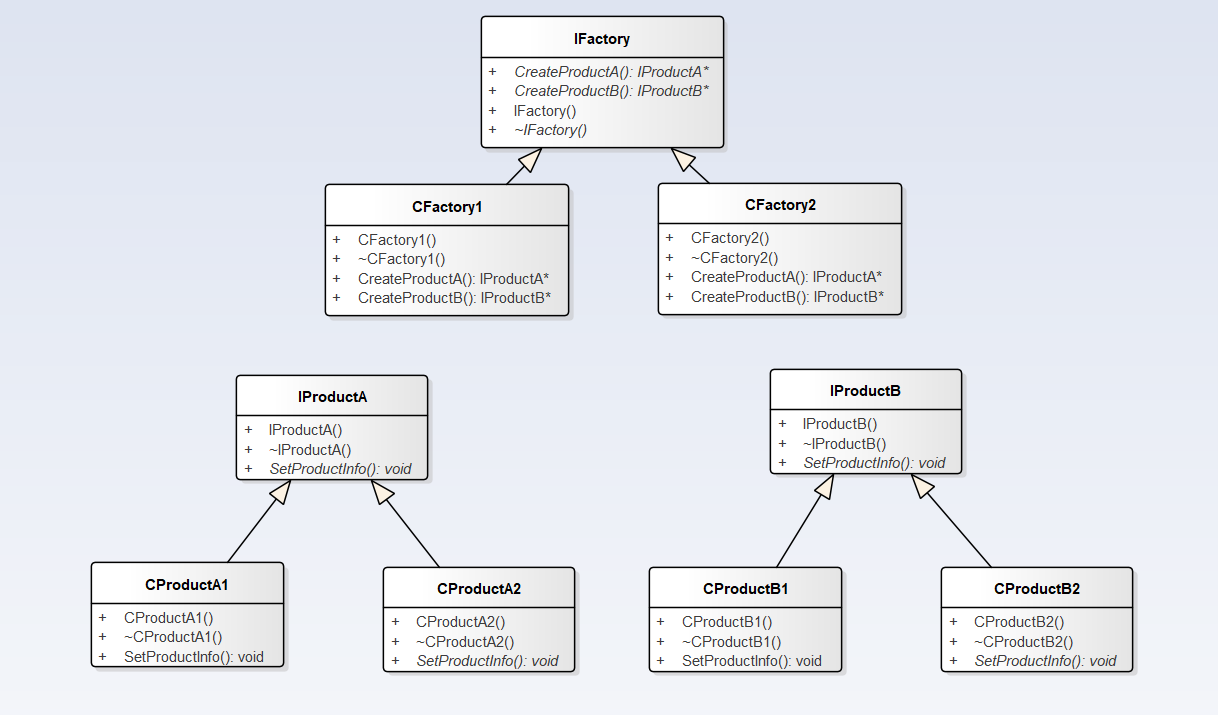 IFactory
+ CreateProductA(): IProductA*
+ CreateProductB(): IProductB*
+ IFactory()
+ ~IFactory()
CFactory1
+ CFactory1()
+ ~CFactory1()
+ CreateProductA(): IProductA*
+ CreateProductB(): IProductB*
CFactory2
+ CFactory2()
+ ~CFactory2()
+ CreateProductA(): IProductA*
+ CreateProductB(): IProductB*
IProductA
+ IProductA()
+ ~IProductA()
+ SetProductInfo(): void
IProductB
+ IProductB()
+ ~IProductB()
+ SetProductInfo(): void
CProductA1
+ CProductA1()
+ ~CProductA1()
+ SetProductInfo(): void
CProductA2
+ CProductA2()
+ ~CProductA2()
+ SetProductInfo(): void
CProductB1
+ CProductB1()
+ ~CProductB1()
+ SetProductInfo(): void
CProductB2
+ CProductB2()
+ ~CProductB2()
+ SetProductInfo(): void